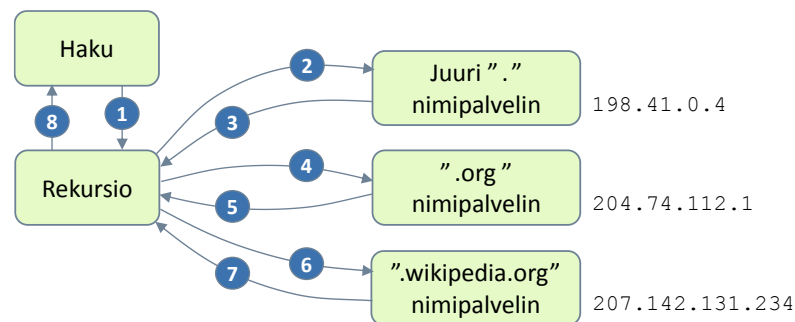 Haku
8
1
Rekursio
2
3
Juuri ” . ”
nimipalvelin
198.41.0.4
4
5
” .org ”
nimipalvelin
204.74.112.1
6
7
”.wikipedia.org”
nimipalvelin
207.142.131.234